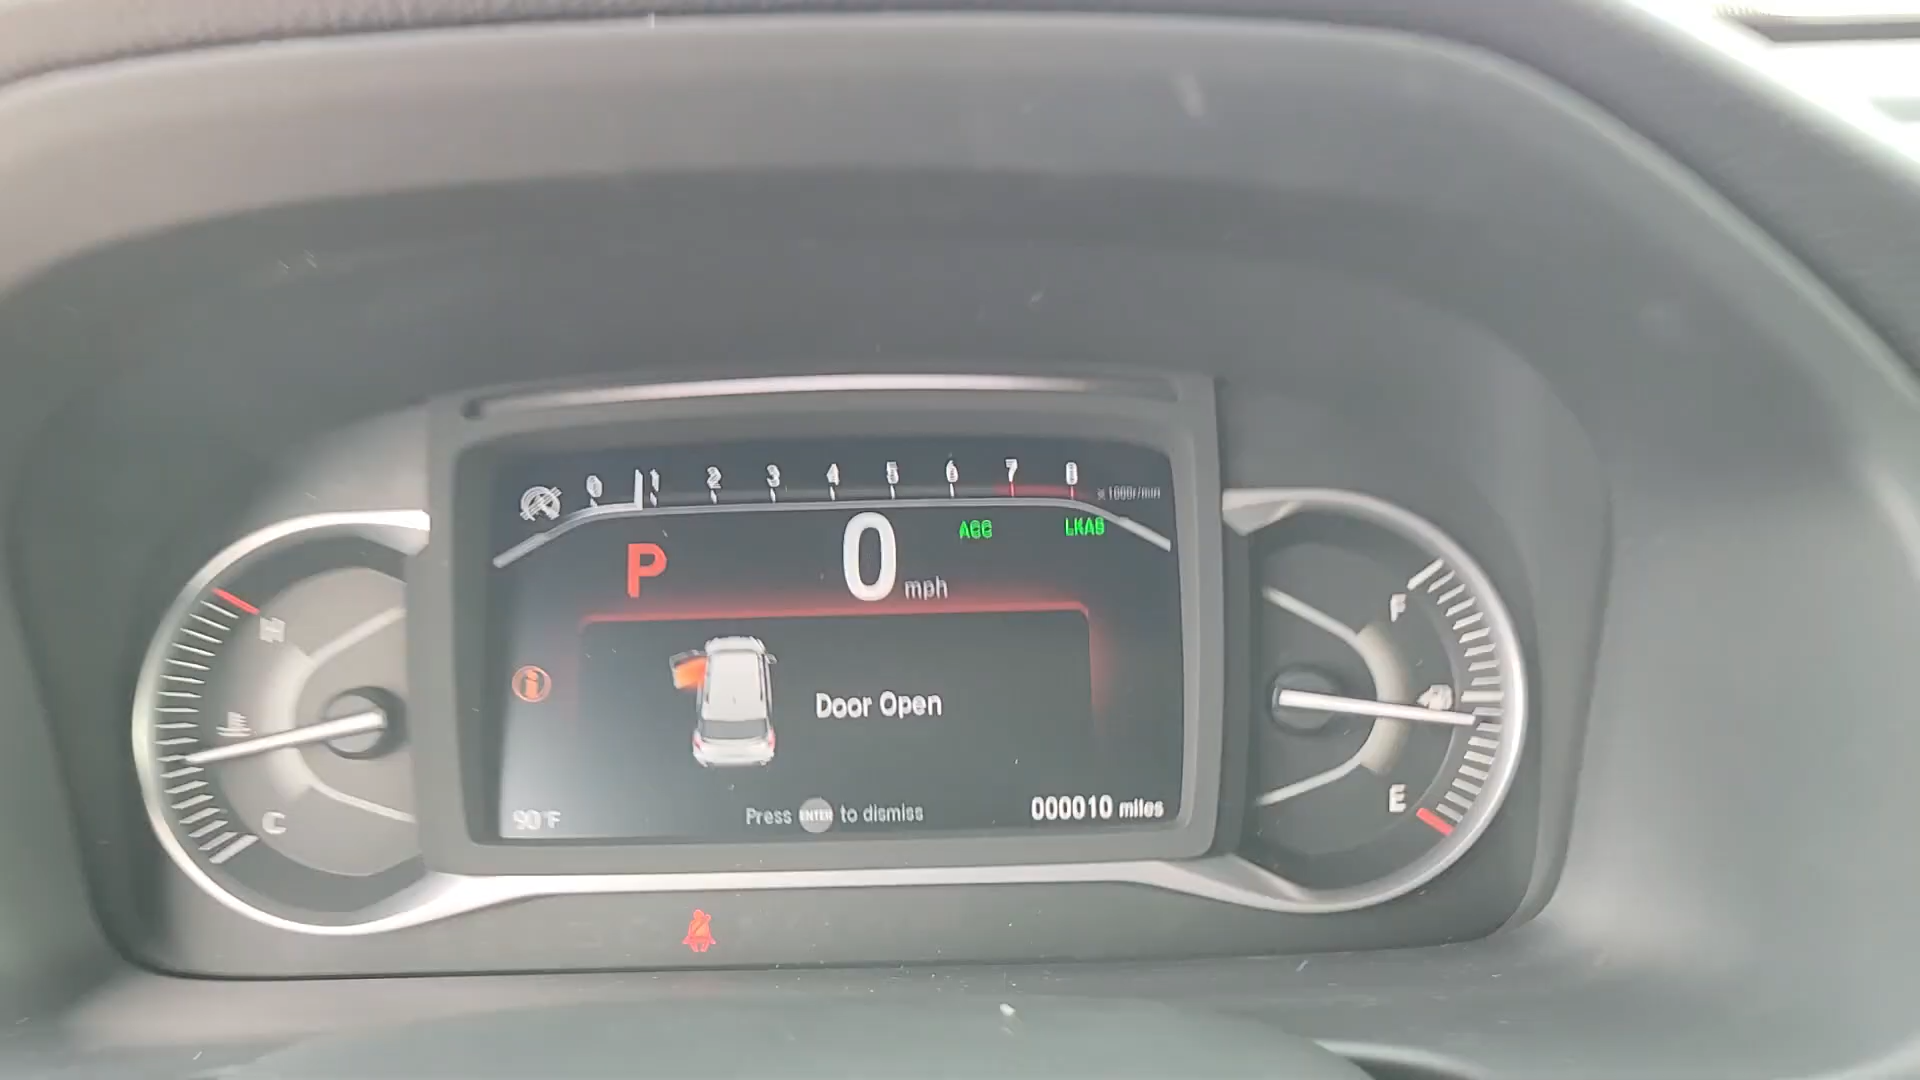 0 1 2 3 4 5 6 7 8 x1000r/min
P 0 mph ACC LKAS
H
C
F
E
Door Open
Press ENTER to dismiss
90°F
000010 miles